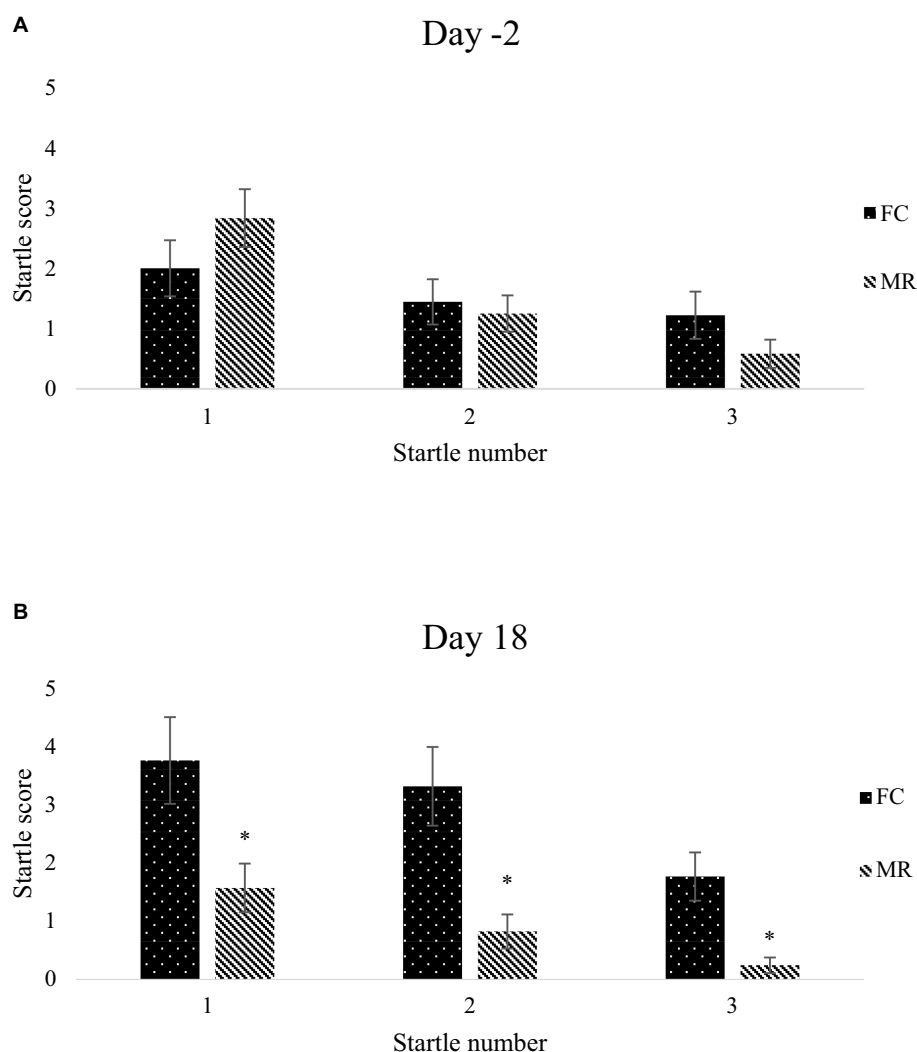 A
Day -2
5
4
3
2
1
0
Startle score
FC
MR
1 2 3
Startle number
B
Day 18
5
4
3
2
1
0
Startle score
*
*
*
FC
MR
1 2 3
Startle number